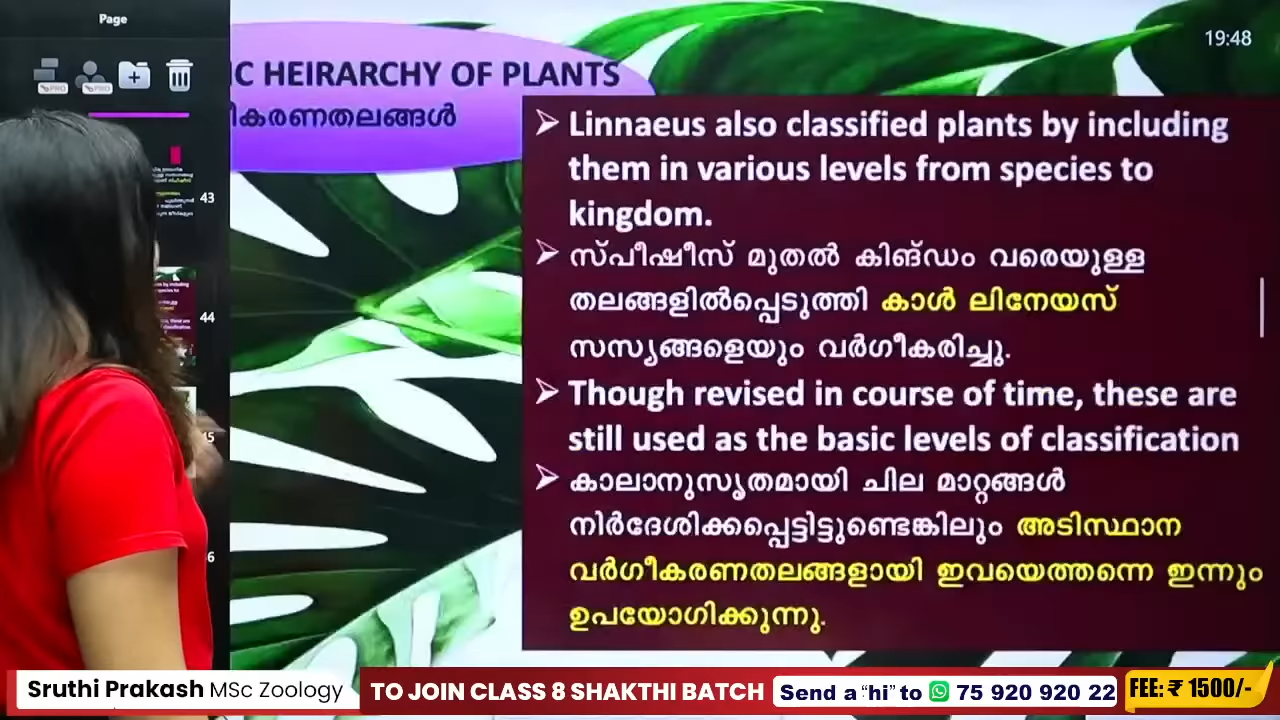 Page
19:48
PRO
PRO
IC HEIRARCHY OF PLANTS
ീകരണതലങ്ങൾ
➢ Linnaeus also classified plants by including
them in various levels from species to
kingdom.
➢ സ്പീഷീസ് മുതൽ കിങ്ഡം വരെയുള്ള
തലങ്ങളിൽപ്പെടുത്തി കാൾ ലിനേയസ്
സസ്യങ്ങളെയും വർഗീകരിച്ചു.
➢ Though revised in course of time, these are
still used as the basic levels of classification
➢ കാലാനുസൃതമായി ചില മാറ്റങ്ങൾ
നിർദേശിക്കപ്പെട്ടിട്ടുണ്ടെങ്കിലും അടിസ്ഥാന
വർഗീകരണതലങ്ങളായി ഇവയെത്തന്നെ ഇന്നും
ഉപയോഗിക്കുന്നു.
43
44
Sruthi Prakash MSc Zoology
TO JOIN CLASS 8 SHAKTHI BATCH
Send a “hi” to 75 920 920 22
FEE: ₹ 1500/-